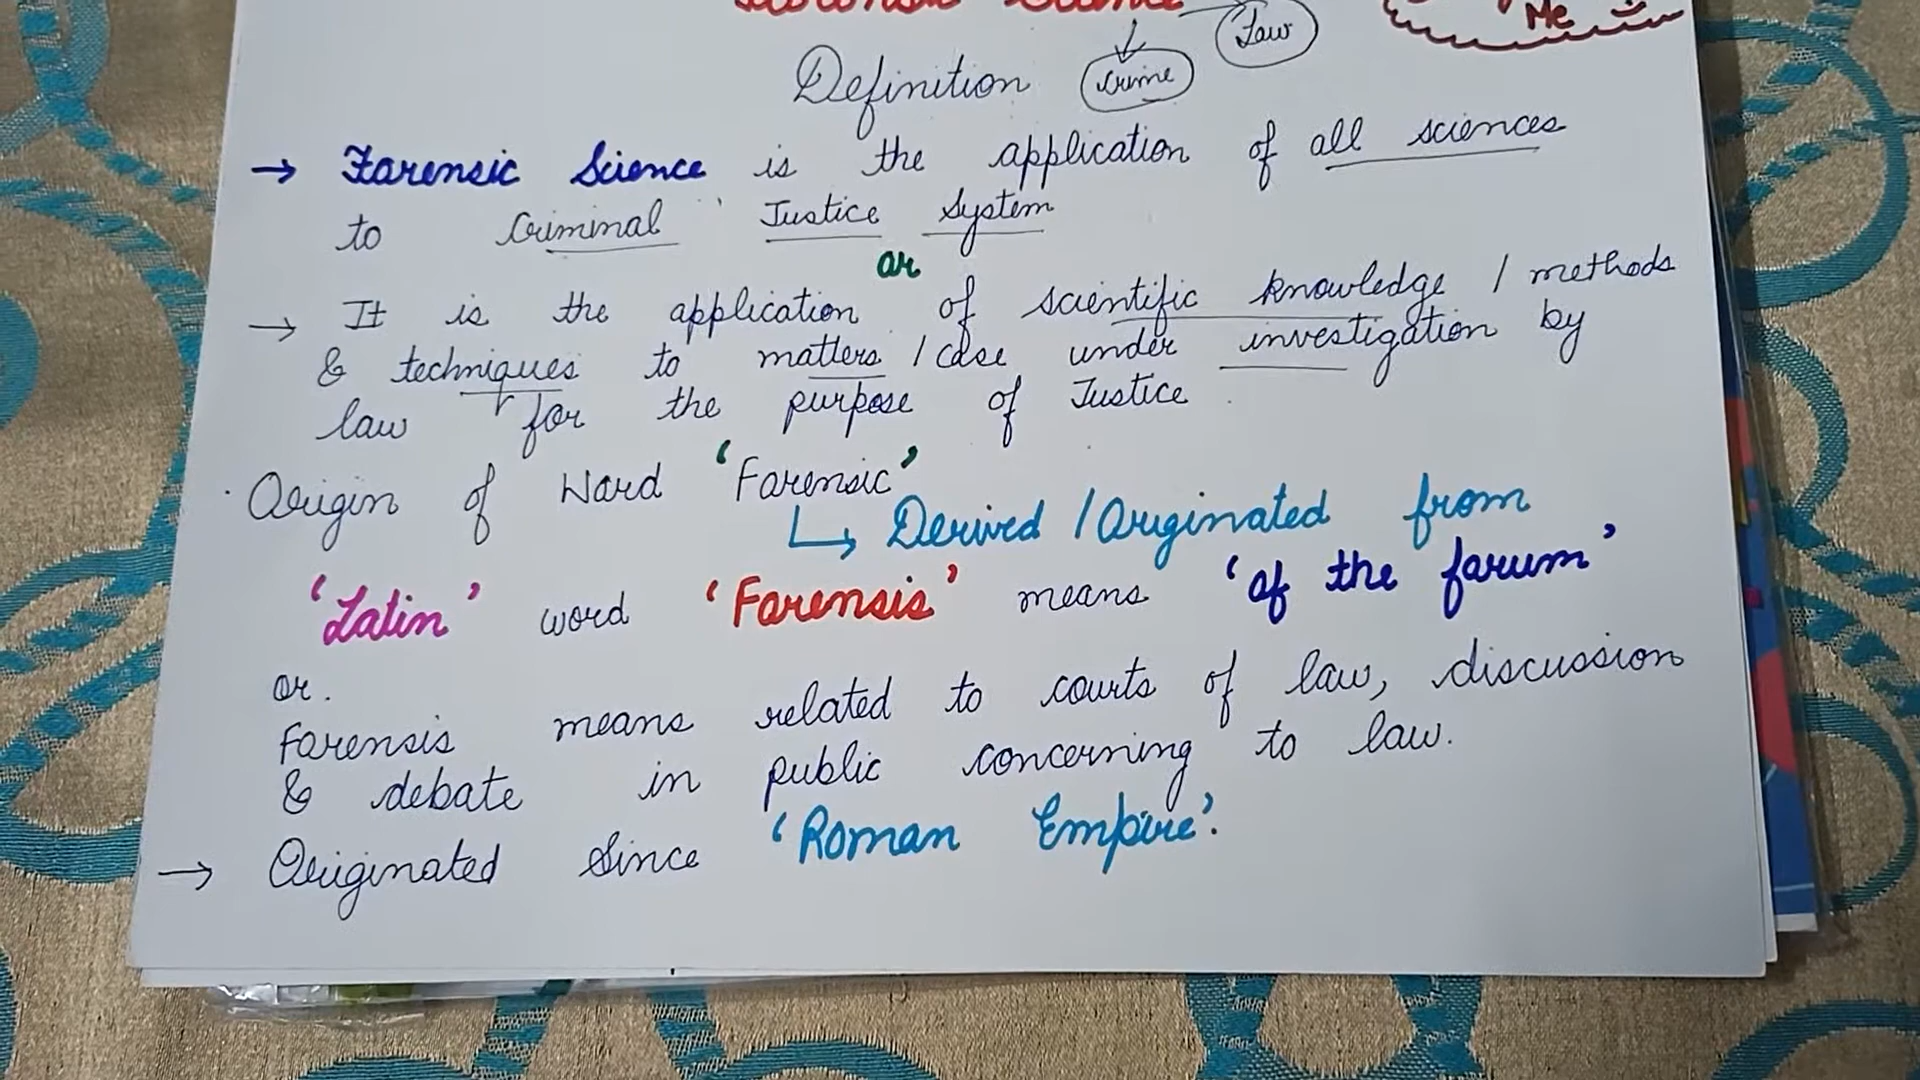 Forensic Science
Law
Me
Definition
Crime
→ Forensic Science is the application of all sciences
to Criminal Justice System
or
→ It is the application of scientific knowledge / methods
& techniques to matters / case under investigation by
law for the purpose of Justice.
Origin of Word 'Forensic'
↳ Derived / Originated from
'Latin' word 'Forensis' means 'of the forum'
or.
Forensis means related to courts of law, discussion
& debate in public concerning to law.
→ Originated Since 'Roman Empire'.